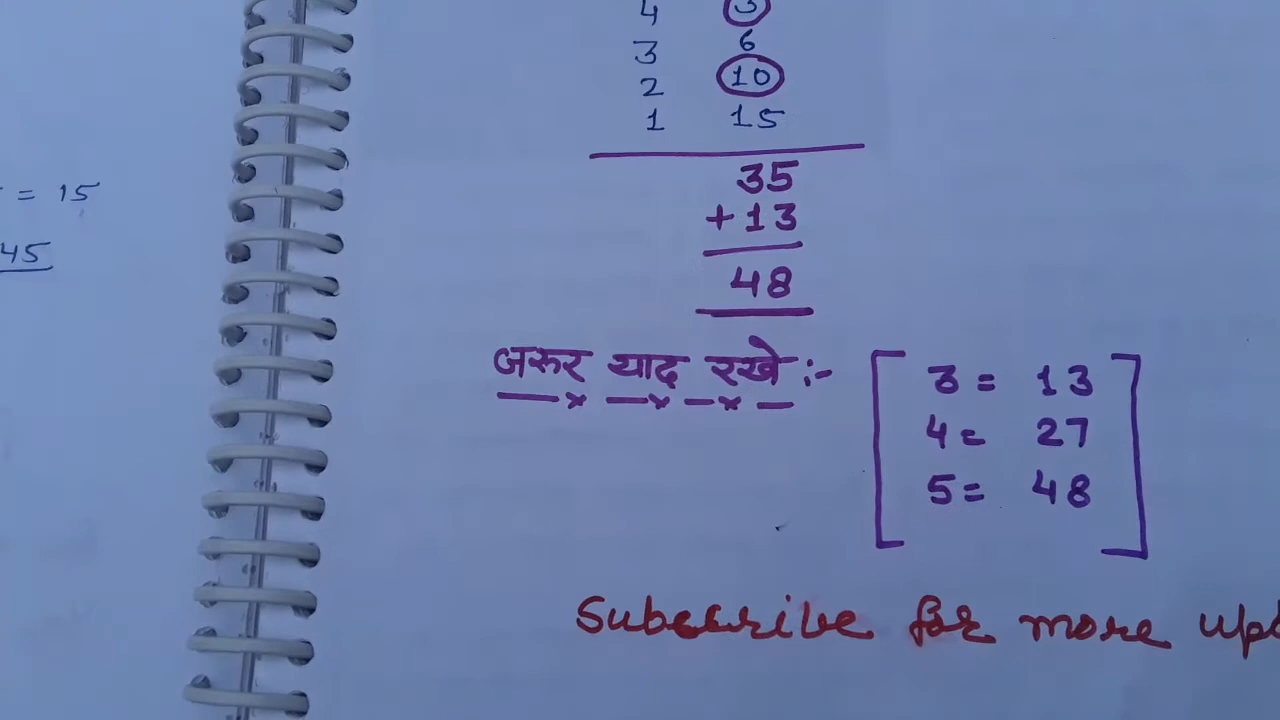 = 15
45
4 3
3 6
2 10
1 15
35
+13
48
जरुर याद रखे :-
3 = 13
4 = 27
5 = 48
Subscribe for more